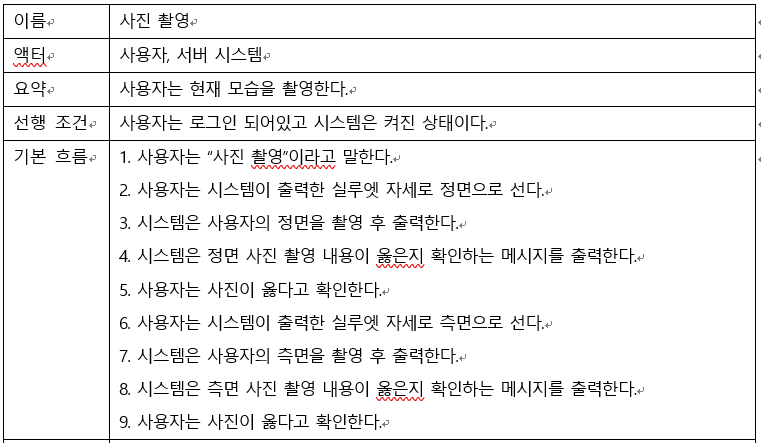 이름 사진 촬영
액터 사용자, 서버 시스템
요약 사용자는 현재 모습을 촬영한다.
선행 조건 사용자는 로그인 되어있고 시스템은 켜진 상태이다.
기본 흐름 1. 사용자는 “사진 촬영”이라고 말한다.
2. 사용자는 시스템이 출력한 실루엣 자세로 정면으로 선다.
3. 시스템은 사용자의 정면을 촬영 후 출력한다.
4. 시스템은 정면 사진 촬영 내용이 옳은지 확인하는 메시지를 출력한다.
5. 사용자는 사진이 옳다고 확인한다.
6. 사용자는 시스템이 출력한 실루엣 자세로 측면으로 선다.
7. 시스템은 사용자의 측면을 촬영 후 출력한다.
8. 시스템은 측면 사진 촬영 내용이 옳은지 확인하는 메시지를 출력한다.
9. 사용자는 사진이 옳다고 확인한다.